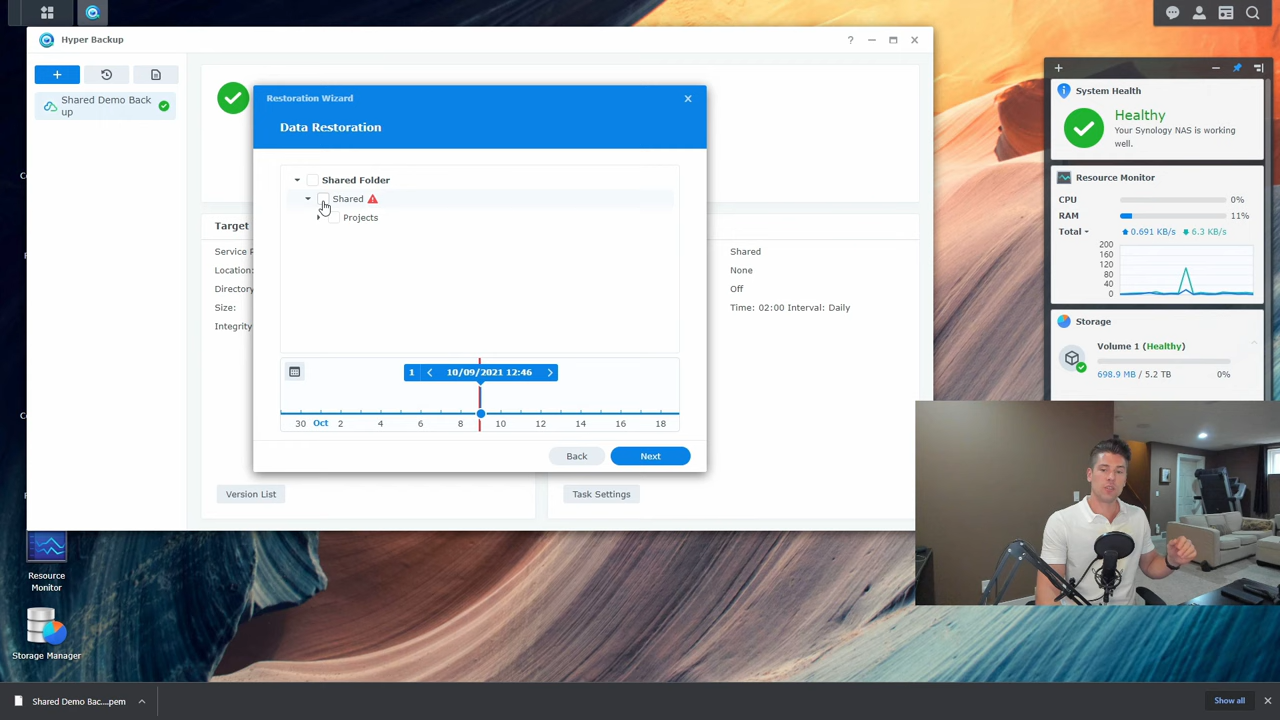 Hyper Backup
?
Shared Demo Back
up
Restoration Wizard
Data Restoration
Shared Folder
Shared
Projects
1
10/09/2021 12:46
30
Oct
2
4
6
8
10
12
14
16
18
Back
Next
Target
Service P
Location:
Directory
Size:
Integrity
Shared
None
Off
Time: 02:00 Interval: Daily
Version List
Task Settings
System Health
Healthy
Your Synology NAS is working
well.
Resource Monitor
CPU
0%
RAM
11%
Total
0.691 KB/s
6.3 KB/s
200
160
120
80
40
0
Storage
Volume 1 (Healthy)
698.9 MB / 5.2 TB
0%
Resource
Monitor
Storage Manager
Shared Demo Bac....pem
Show all